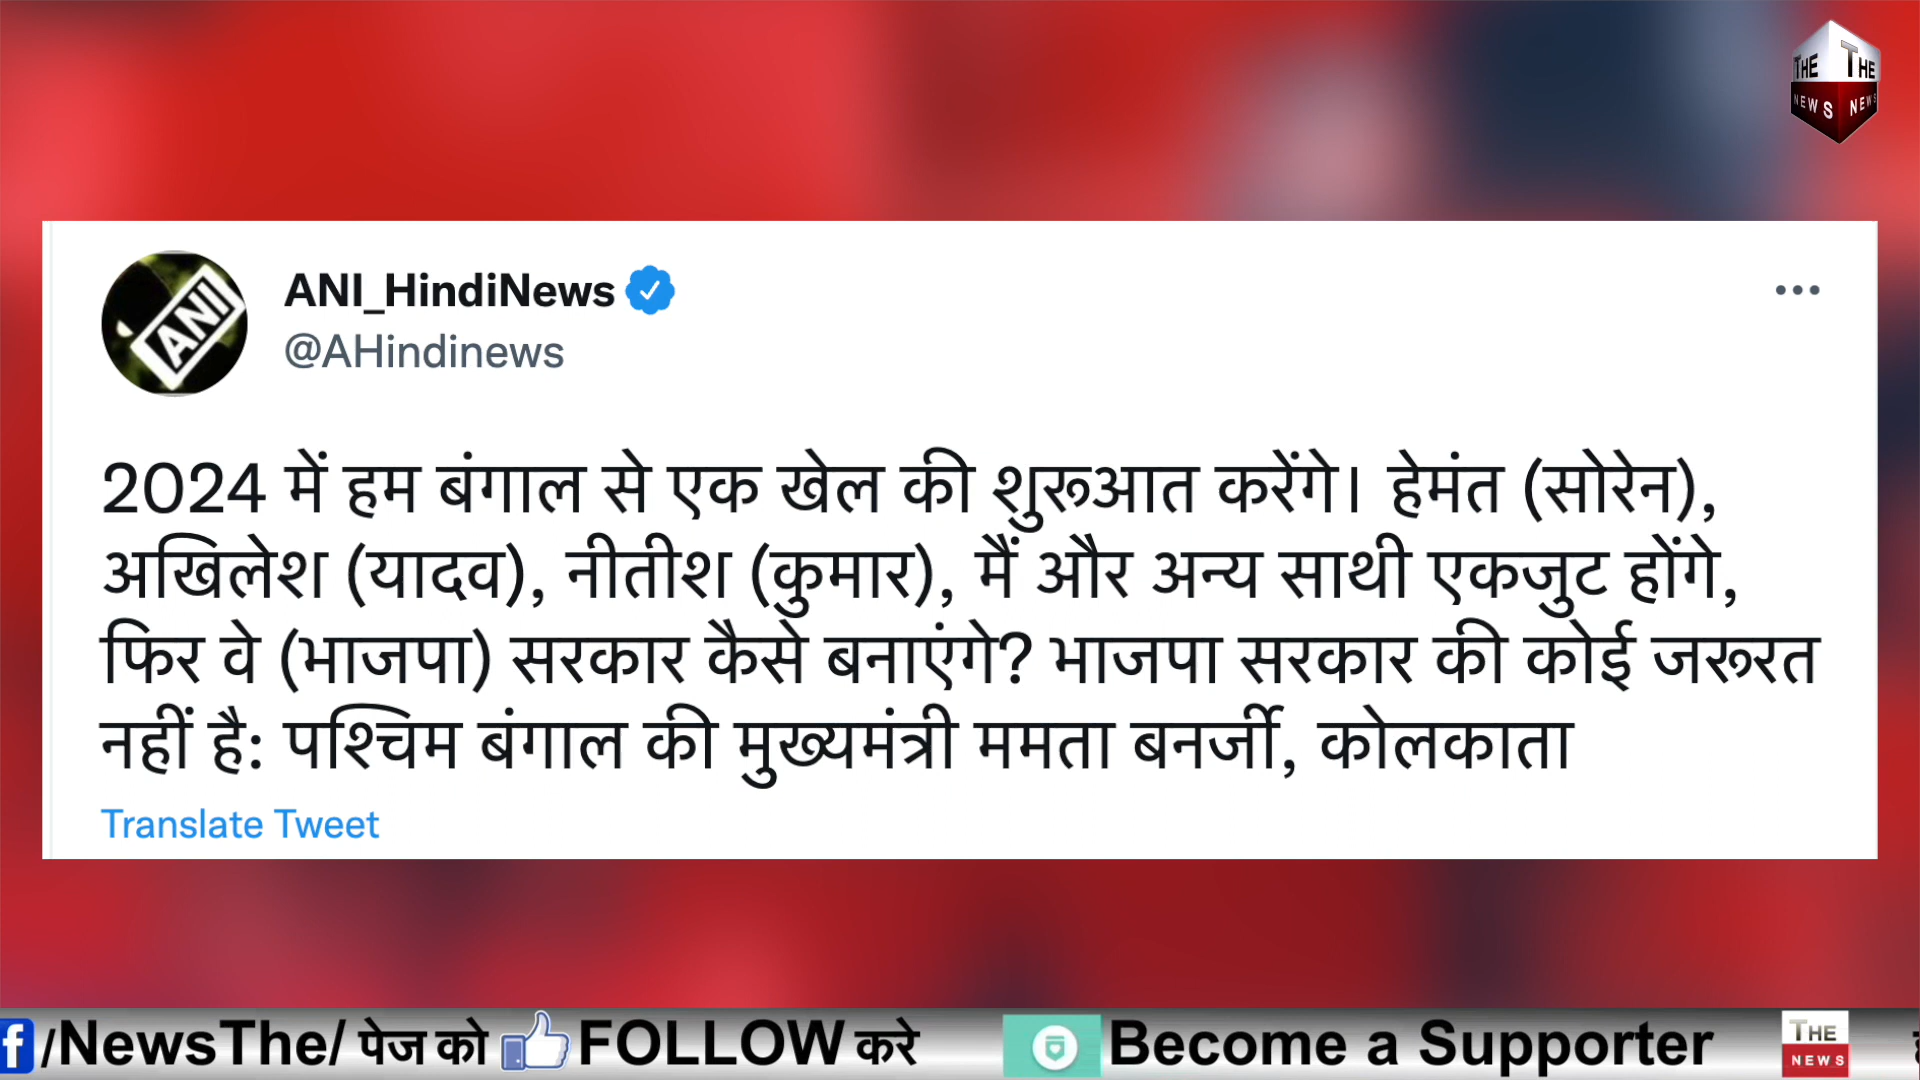 THE THE
NEWS NEWS
ANI
ANI_HindiNews
@AHindinews
2024 में हम बंगाल से एक खेल की शुरुआत करेंगे। हेमंत (सोरेन),
अखिलेश (यादव), नीतीश (कुमार), मैं और अन्य साथी एकजुट होंगे,
फिर वे (भाजपा) सरकार कैसे बनाएंगे? भाजपा सरकार की कोई जरूरत
नहीं है: पश्चिम बंगाल की मुख्यमंत्री ममता बनर्जी, कोलकाता
Translate Tweet
f /NewsThe/ पेज को FOLLOW करे Become a Supporter THE NEWS